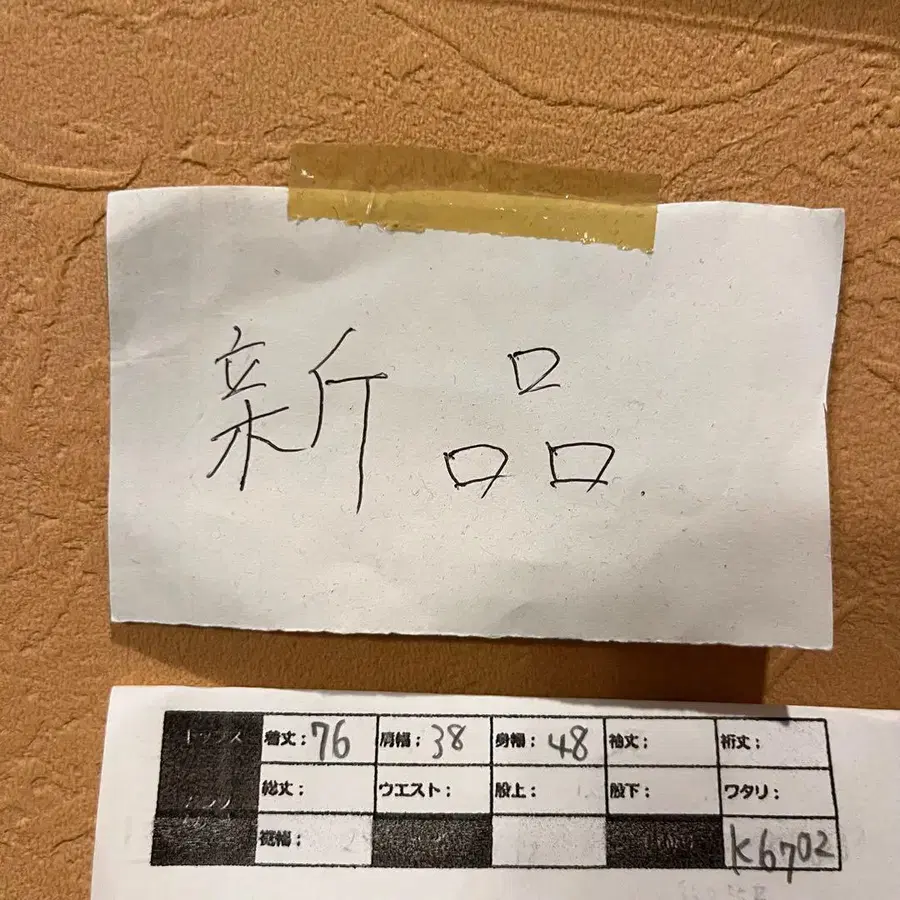 新品
トップス 着丈: 76 肩幅: 38 身幅: 48 袖丈: 裄丈:
総丈: ウエスト: 股上: 股下: ワタリ:
裾幅: K6702